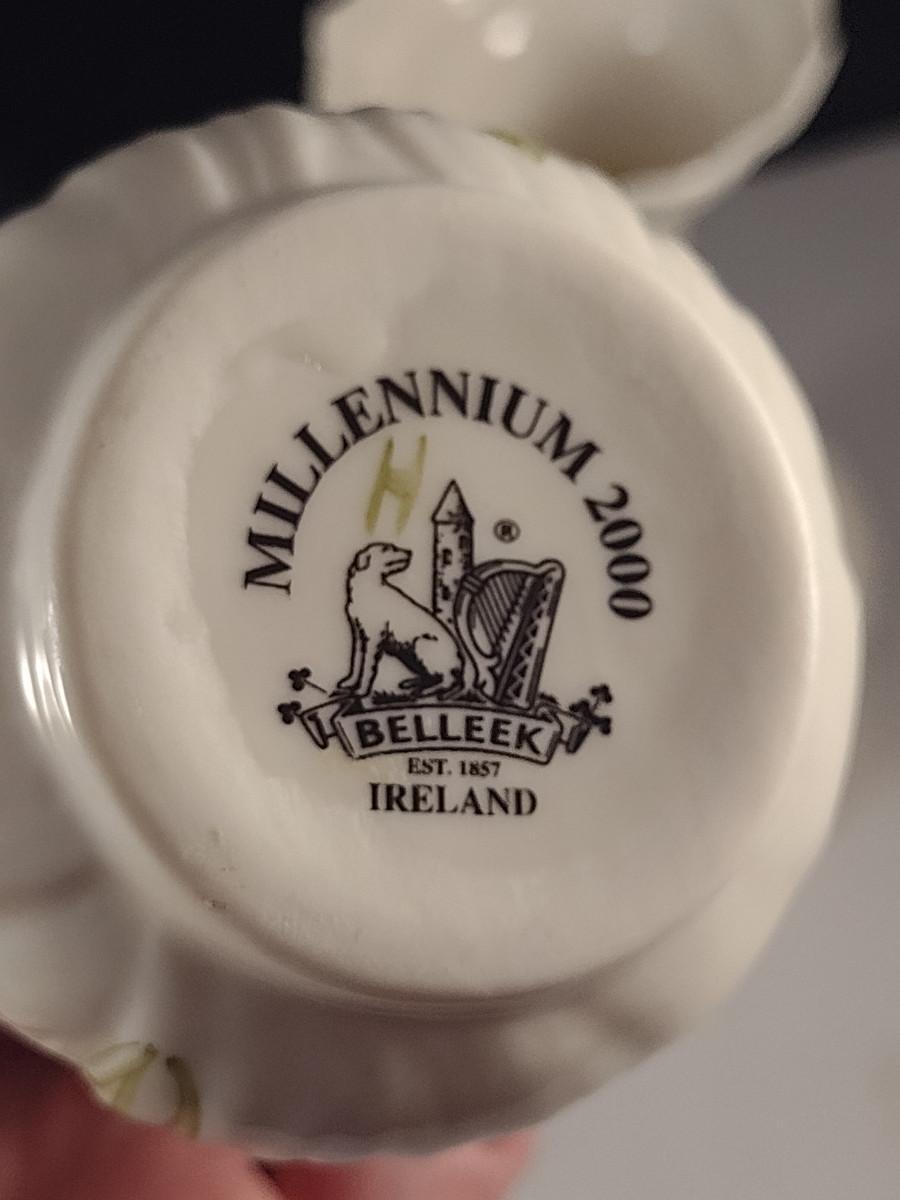 MILLENNIUM 2000
H
®
BELLEEK
EST. 1857
IRELAND